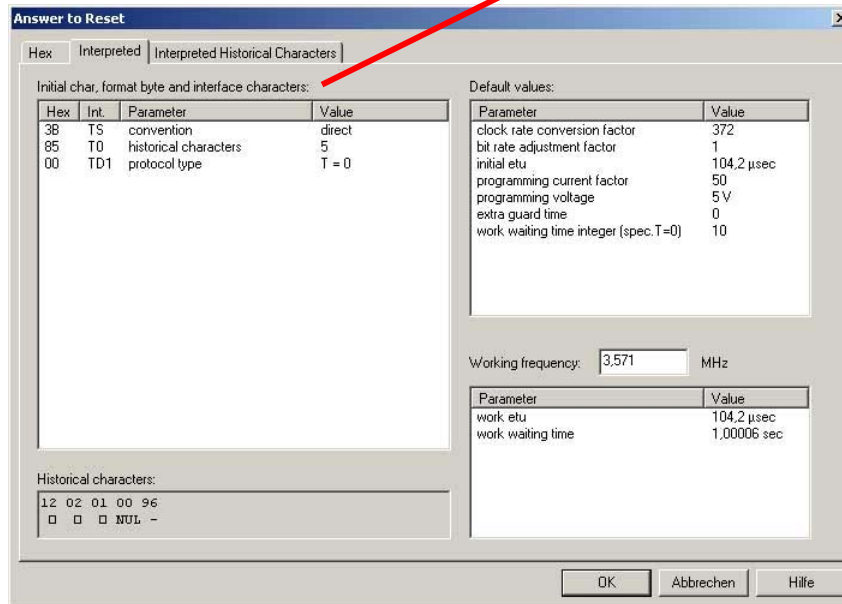 Answer to Reset
Hex Interpreted Interpreted Historical Characters
Initial char, format byte and interface characters:
Hex Int. Parameter Value
3B TS convention direct
85 T0 historical characters 5
00 TD1 protocol type T = 0
Historical characters:
12 02 01 00 96
□ □ □ NUL -
Default values:
Parameter Value
clock rate conversion factor 372
bit rate adjustment factor 1
initial etu 104,2 µsec
programming current factor 50
programming voltage 5 V
extra guard time 0
work waiting time integer (spec.T=0) 10
Working frequency: 3,571 MHz
Parameter Value
work etu 104,2 µsec
work waiting time 1,00006 sec
OK Abbrechen Hilfe